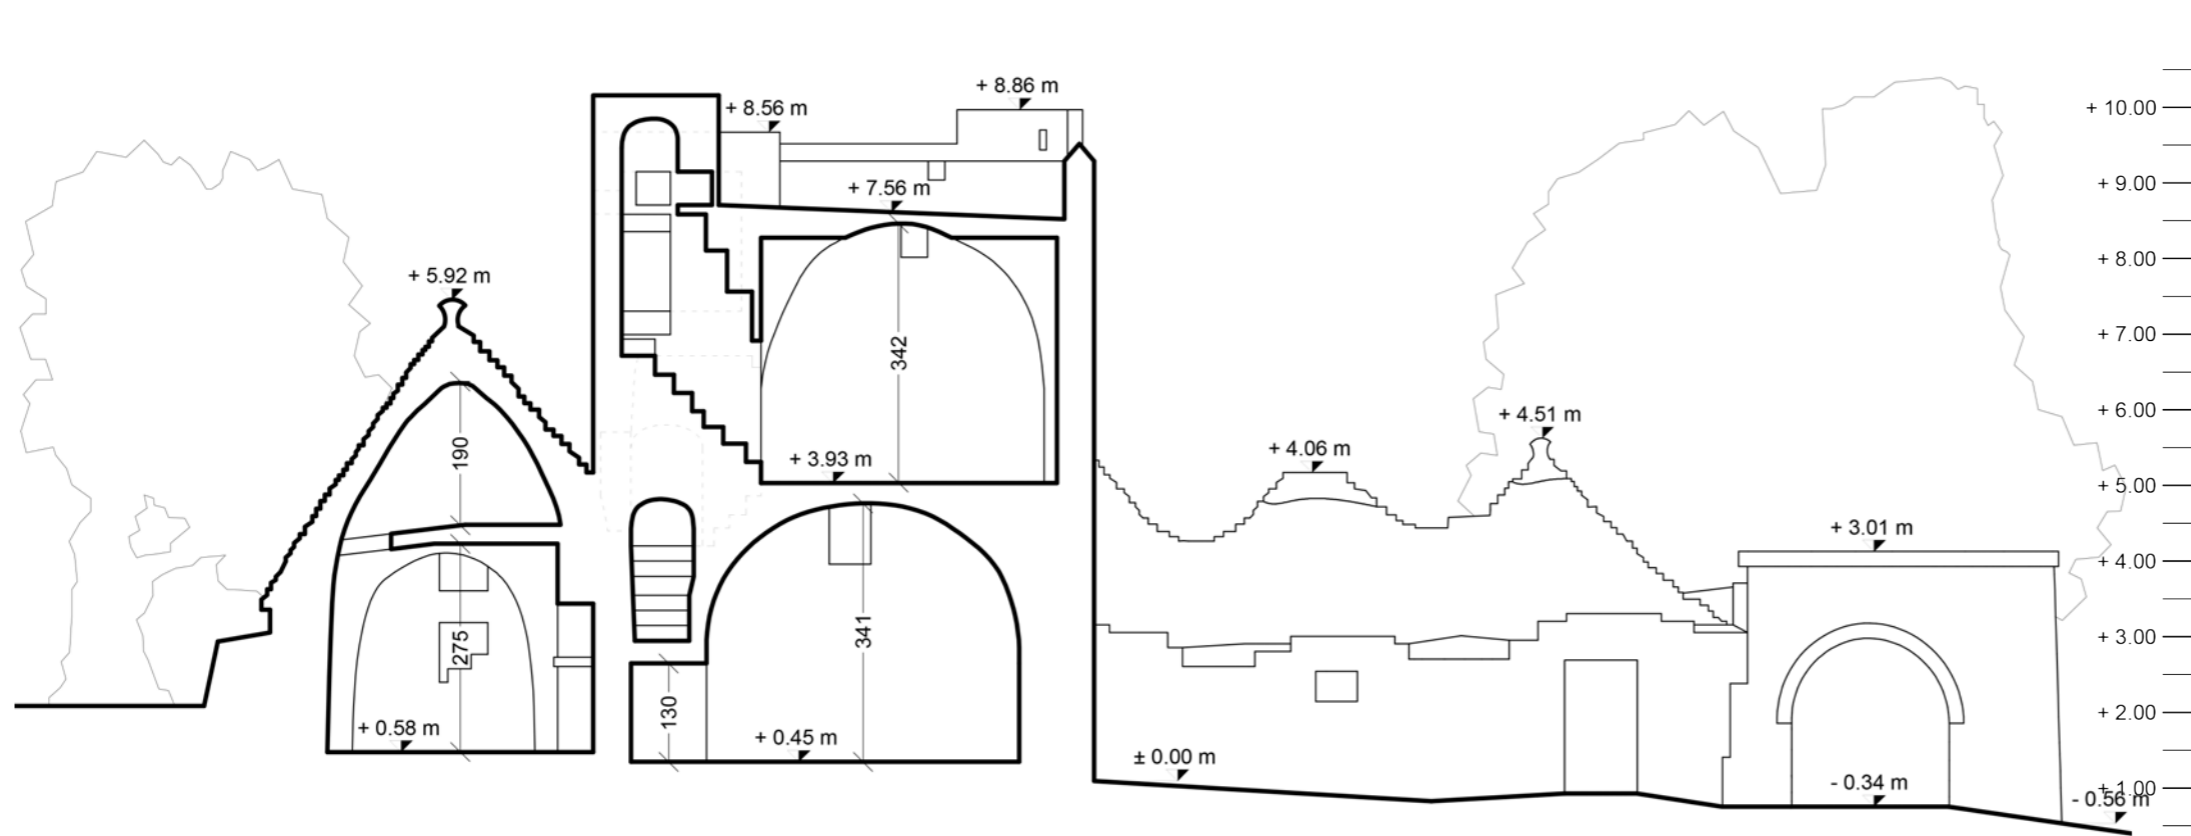 + 8.86 m
+ 8.56 m
+ 10.00
+ 7.56 m
+ 9.00
+ 8.00
+ 5.92 m
+ 7.00
342
+ 6.00
+ 4.51 m
190
+ 4.06 m
+ 3.93 m
+ 5.00
+ 3.01 m
+ 4.00
341
275
+ 3.00
130
+ 2.00
+ 0.58 m
+ 0.45 m
± 0.00 m
- 0.34 m
+ 1.00
- 0.56 m